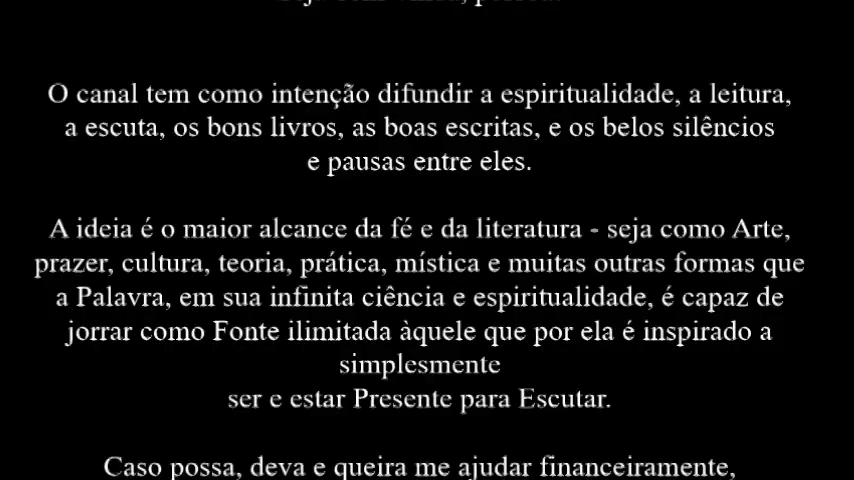 O canal tem como intenção difundir a espiritualidade, a leitura,
a escuta, os bons livros, as boas escritas, e os belos silêncios
e pausas entre eles.
A ideia é o maior alcance da fé e da literatura - seja como Arte,
prazer, cultura, teoria, prática, mística e muitas outras formas que
a Palavra, em sua infinita ciência e espiritualidade, é capaz de
jorrar como Fonte ilimitada àquele que por ela é inspirado a
simplesmente
ser e estar Presente para Escutar.
Caso possa, deva e queira me ajudar financeiramente,